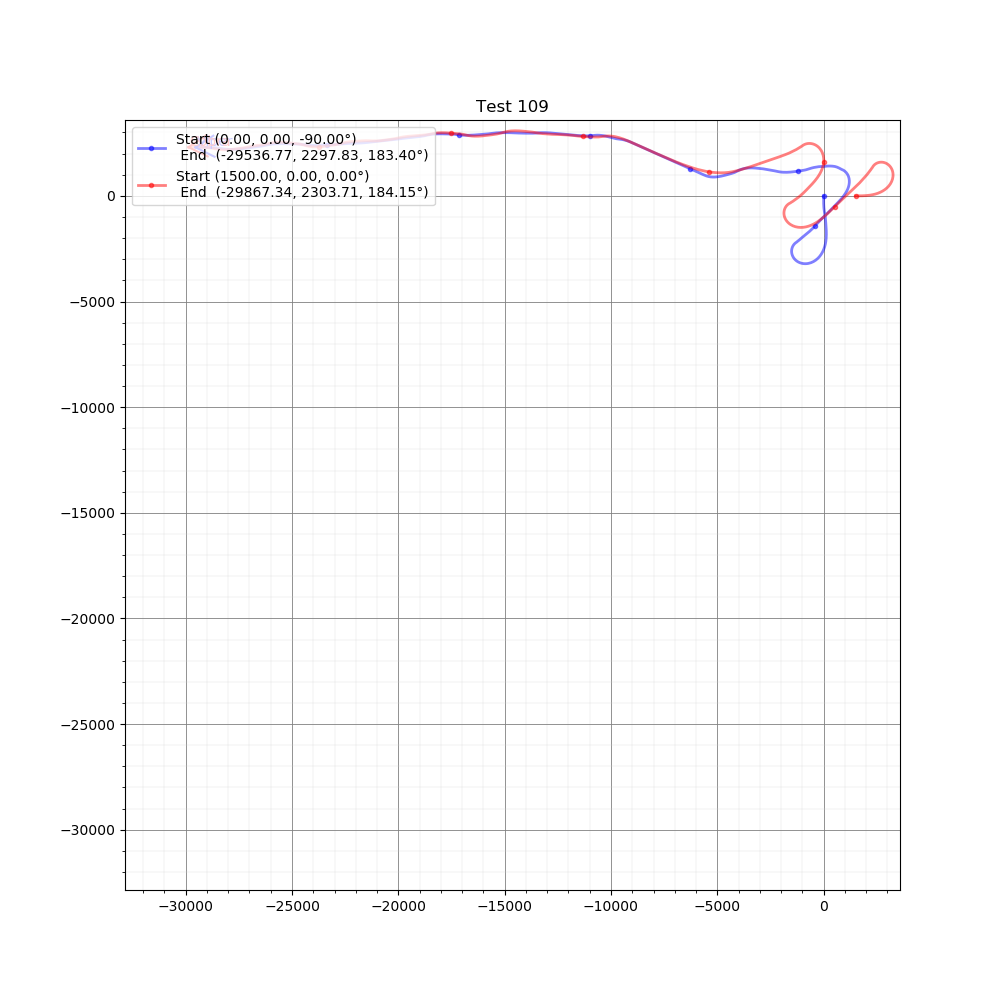 Test 109
Start (0.00, 0.00, -90.00°)
End  (-29536.77, 2297.83, 183.40°)
Start (1500.00, 0.00, 0.00°)
End  (-29867.34, 2303.71, 184.15°)
0
−5000
−10000
−15000
−20000
−25000
−30000
−30000 −25000 −20000 −15000 −10000 −5000 0